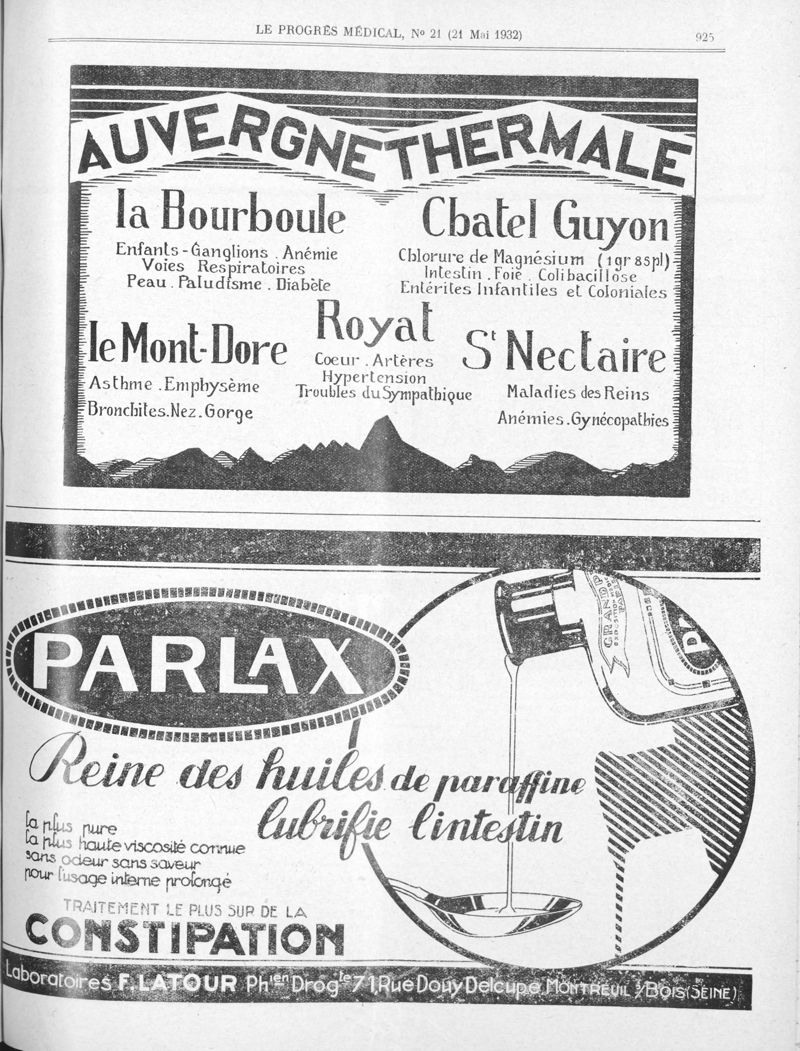 LE PROGRÈS MÉDICAL, No 21 (21 Mai 1932)
925
AUVERGNE THERMALE
la Bourboule
Enfants - Ganglions . Anémie
Voies Respiratoires
Peau . Paludisme . Diabète
Chatel Guyon
Chlorure de Magnésium (1gr 85pl)
Intestin . Foie . Colibacillose
Entérites Infantiles et Coloniales
le Mont-Dore
Asthme . Emphysème
Bronchites . Nez . Gorge
Royat
Coeur . Artères
Hypertension
Troubles du Sympathique
St Nectaire
Maladies des Reins
Anémies . Gynécopathies
GRAND P
PARLAX
Reine des huiles de paraffine
lubrifie l'intestin
la plus pure
la plus haute viscosité connue
sans odeur sans saveur
pour l'usage interne prolongé
TRAITEMENT LE PLUS SUR DE LA
CONSTIPATION
Laboratoires F. LATOUR Phien Drogte 71, Rue Douy Delcupe, MONTREUIL s/BOIS (SEINE)